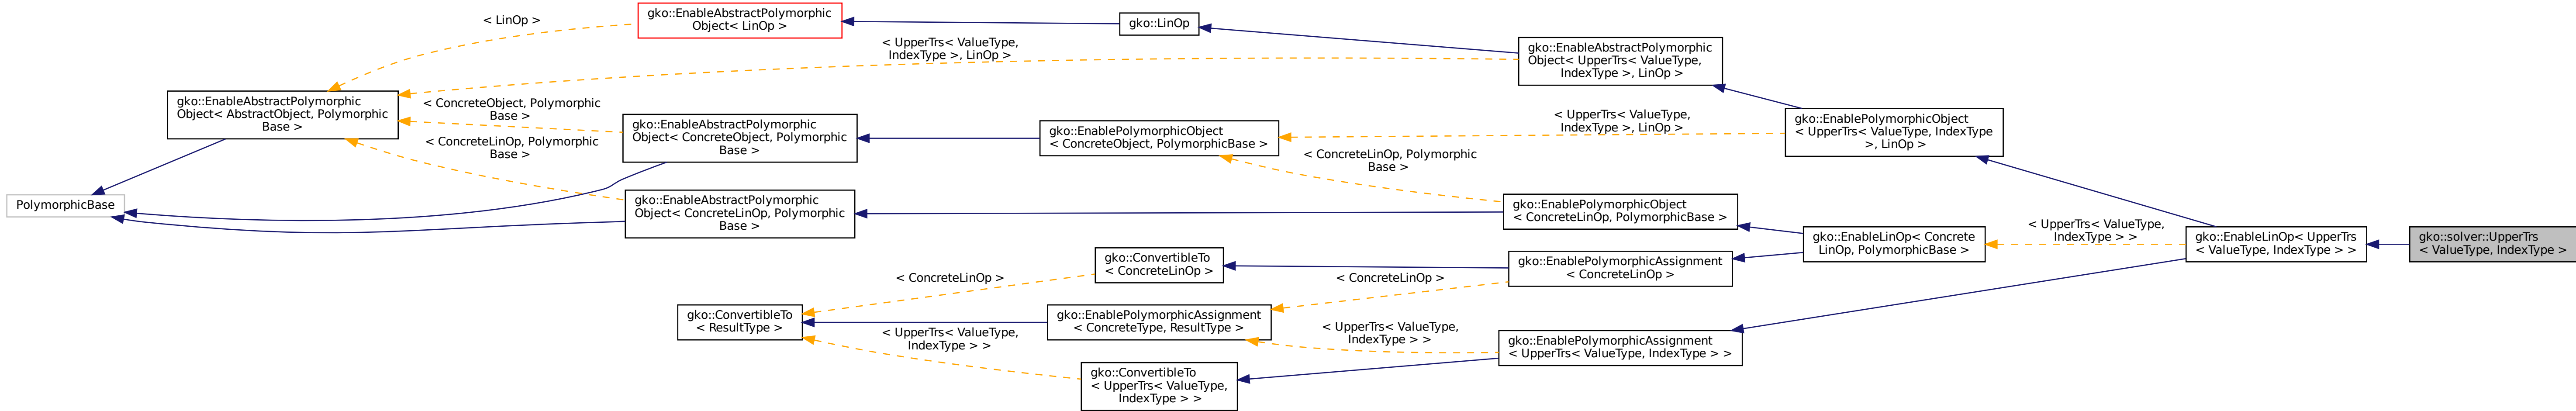 gko::EnableAbstractPolymorphic
Object< LinOp >
< LinOp >
gko::LinOp
< UpperTrs< ValueType,
IndexType >, LinOp >
gko::EnableAbstractPolymorphic
Object< UpperTrs< ValueType,
IndexType >, LinOp >
gko::EnableAbstractPolymorphic
Object< AbstractObject, Polymorphic
Base >
< ConcreteObject, Polymorphic
Base >
gko::EnableAbstractPolymorphic
Object< ConcreteObject, Polymorphic
Base >
gko::EnablePolymorphicObject
< ConcreteObject, PolymorphicBase >
< UpperTrs< ValueType,
IndexType >, LinOp >
gko::EnablePolymorphicObject
< UpperTrs< ValueType, IndexType
>, LinOp >
< ConcreteLinOp, Polymorphic
Base >
< ConcreteLinOp, Polymorphic
Base >
PolymorphicBase
gko::EnableAbstractPolymorphic
Object< ConcreteLinOp, Polymorphic
Base >
gko::EnablePolymorphicObject
< ConcreteLinOp, PolymorphicBase >
gko::EnableLinOp< Concrete
LinOp, PolymorphicBase >
< UpperTrs< ValueType,
IndexType > >
gko::EnableLinOp< UpperTrs
< ValueType, IndexType > >
gko::solver::UpperTrs
< ValueType, IndexType >
gko::ConvertibleTo
< ConcreteLinOp >
gko::EnablePolymorphicAssignment
< ConcreteLinOp >
< ConcreteLinOp >
< ConcreteLinOp >
gko::ConvertibleTo
< ResultType >
gko::EnablePolymorphicAssignment
< ConcreteType, ResultType >
< UpperTrs< ValueType,
IndexType > >
< UpperTrs< ValueType,
IndexType > >
gko::EnablePolymorphicAssignment
< UpperTrs< ValueType, IndexType > >
gko::ConvertibleTo
< UpperTrs< ValueType,
IndexType > >